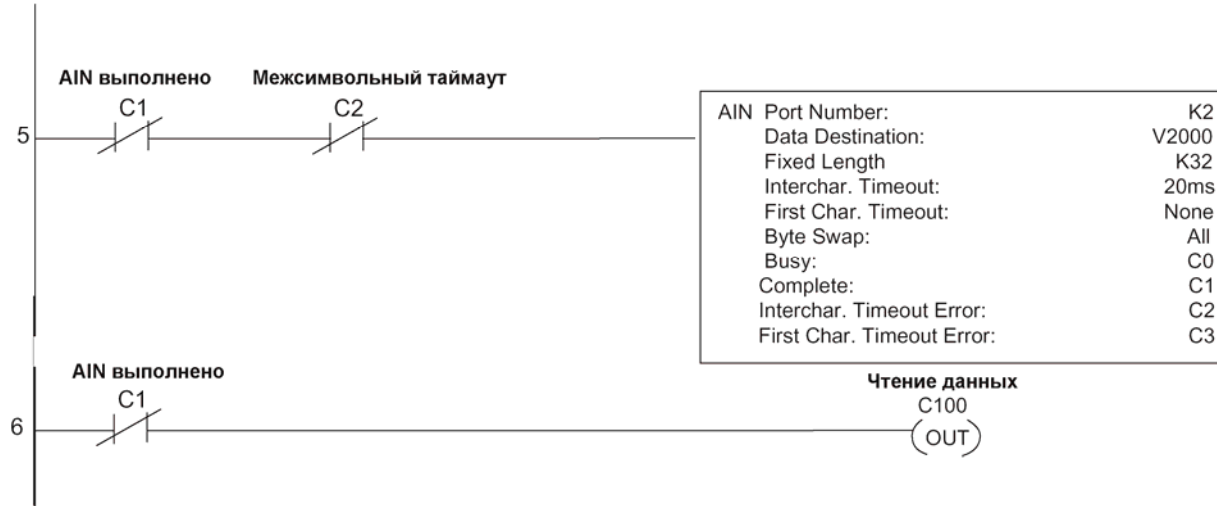 AIN выполнено Межсимвольный таймаут
C1 C2
5
AIN Port Number: K2
Data Destination: V2000
Fixed Length K32
Interchar. Timeout: 20ms
First Char. Timeout: None
Byte Swap: All
Busy: C0
Complete: C1
Interchar. Timeout Error: C2
First Char. Timeout Error: C3
AIN выполнено
C1
6
Чтение данных
C100
OUT